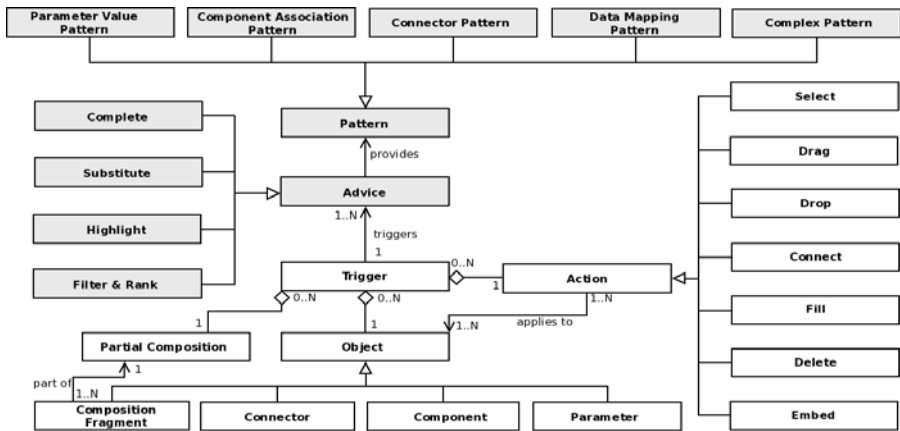 Parameter Value
Pattern
Component Association
Pattern
Connector Pattern
Data Mapping
Pattern
Complex Pattern
Complete
Substitute
Highlight
Filter & Rank
Pattern
provides
Advice
1..N
triggers
1
Trigger
0..N
0..N
0..N
1
Action
1..N
applies to
1..N
1
Partial Composition
1
Object
1
part of
1..N
Composition
Fragment
Connector
Component
Parameter
Select
Drag
Drop
Connect
Fill
Delete
Embed